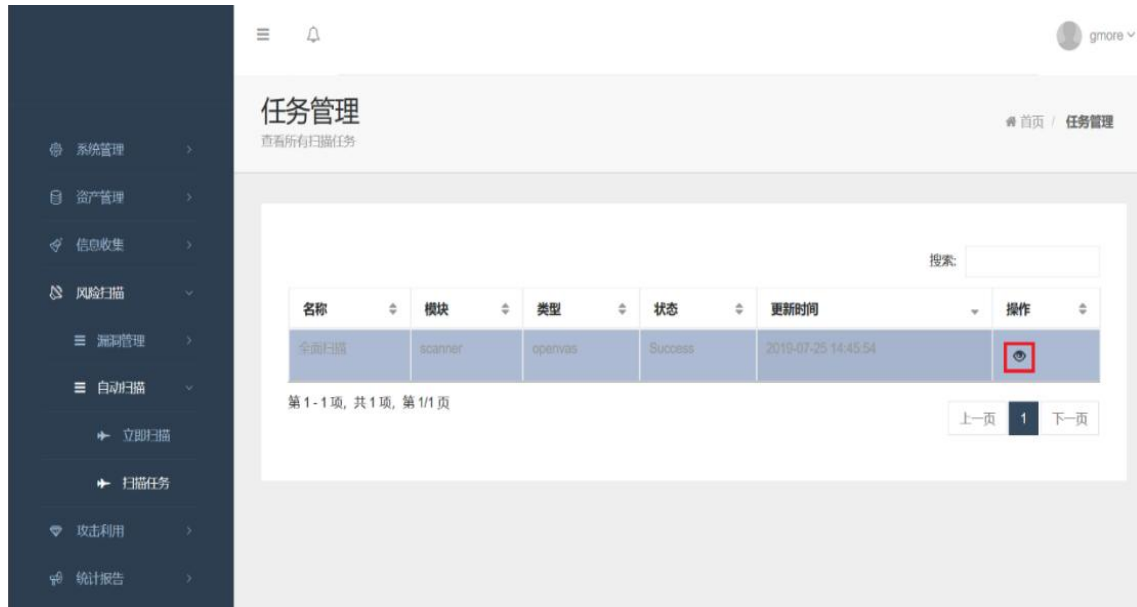 gmore
任务管理
查看所有扫描任务
首页 / 任务管理
系统管理
资产管理
信息收集
风险扫描
漏洞管理
自动扫描
立即扫描
扫描任务
攻击利用
统计报告
搜索:
名称 模块 类型 状态 更新时间 操作
全面扫描 scanner openvas Success 2019-07-25 14:45:54
第 1 - 1 项, 共 1 项, 第 1/1 页
上一页 1 下一页